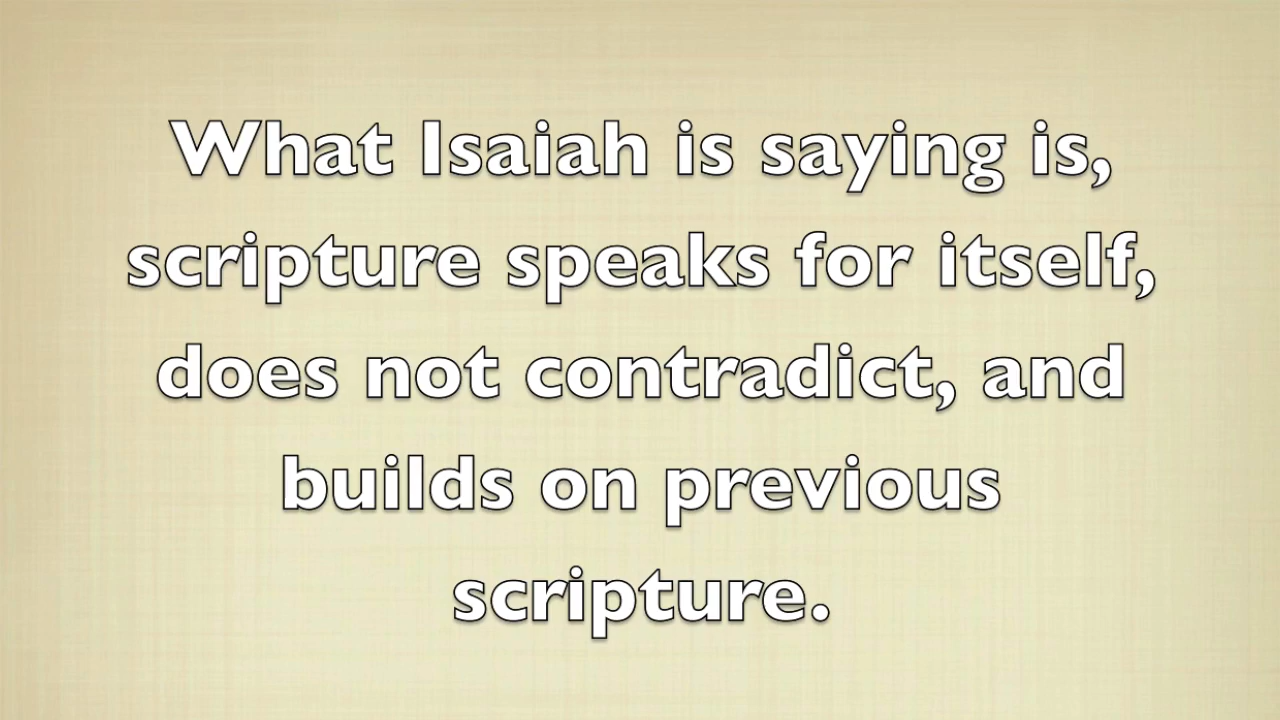 What Isaiah is saying is,
scripture speaks for itself,
does not contradict, and
builds on previous
scripture.